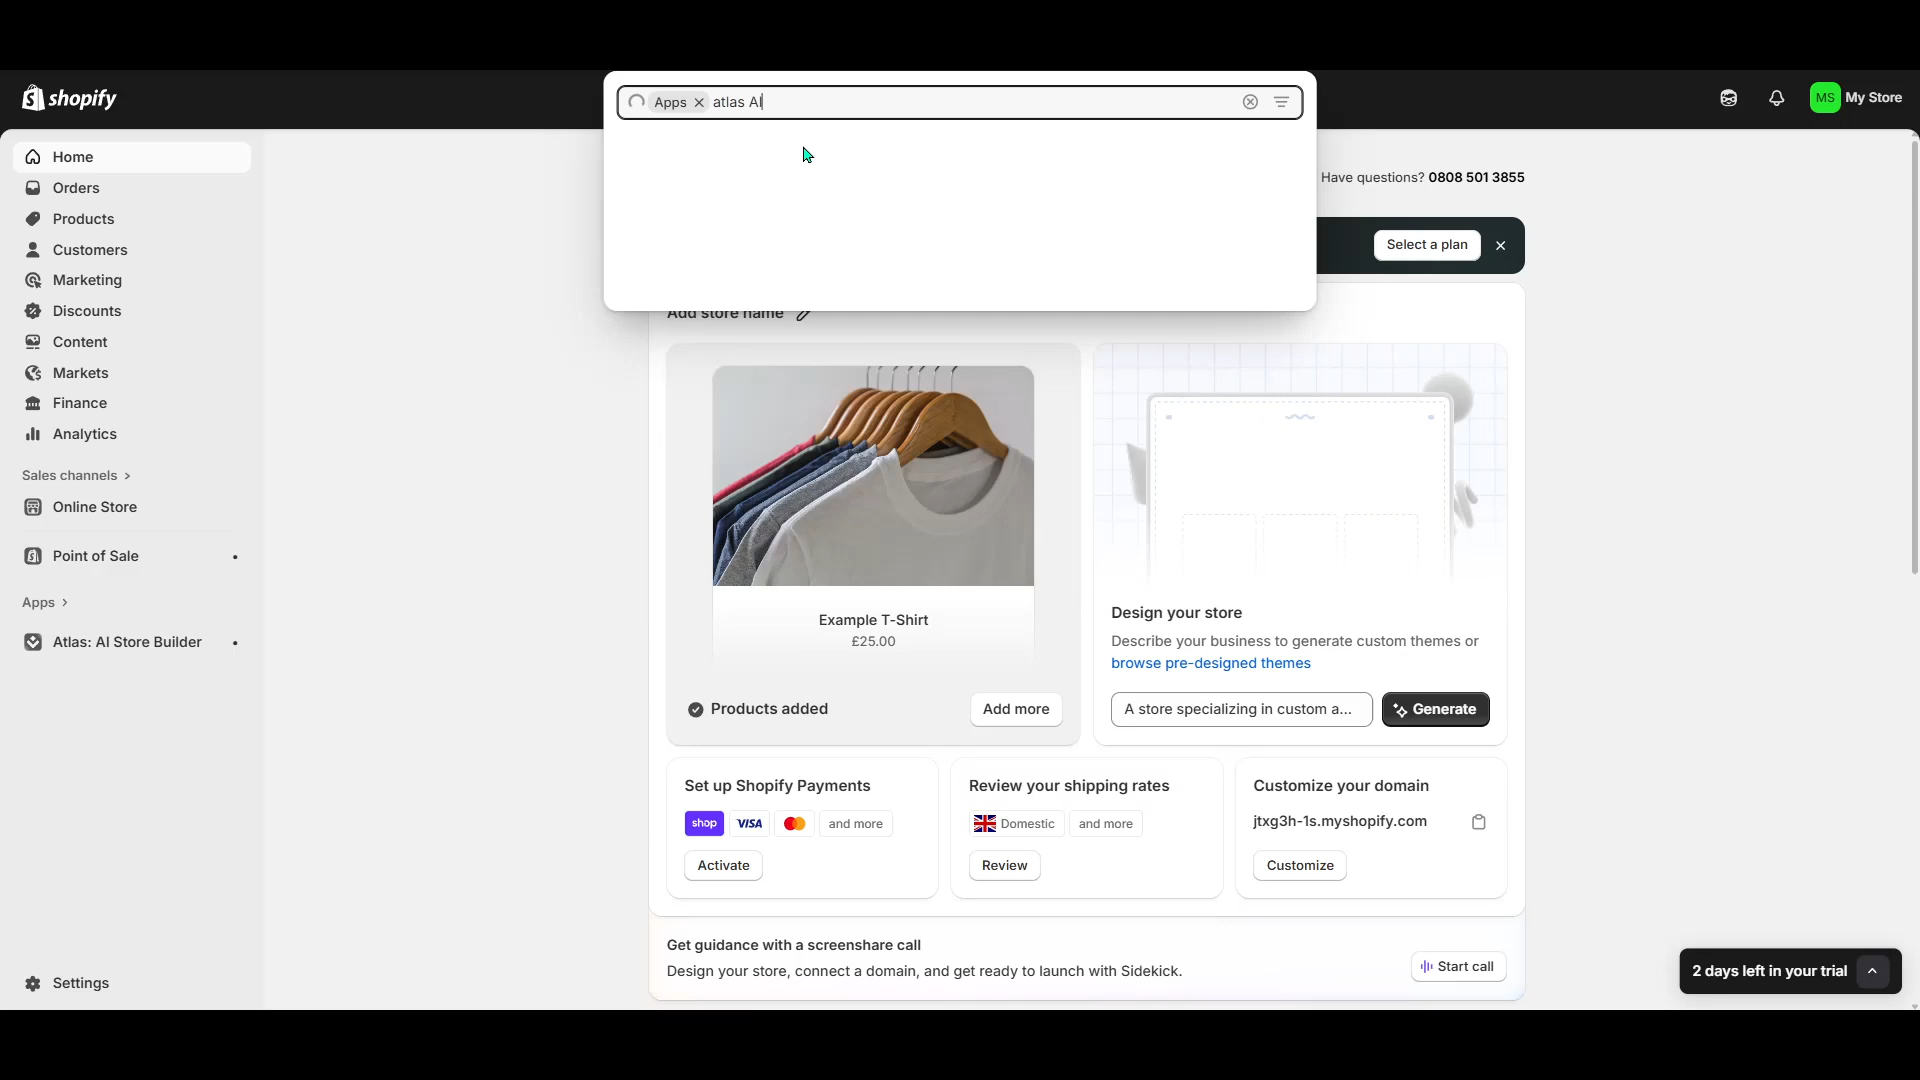 shopify
Apps
atlas AI
MS
My Store
Home
Orders
Products
Customers
Marketing
Discounts
Content
Markets
Finance
Analytics
Sales channels
Online Store
Point of Sale
Apps
Atlas: AI Store Builder
Settings
Have questions? 0808 501 3855
Select a plan
Add store name
Example T-Shirt
£25.00
Products added
Add more
Design your store
Describe your business to generate custom themes or
browse pre-designed themes
A store specializing in custom a...
Generate
Set up Shopify Payments
shop
VISA
and more
Activate
Review your shipping rates
Domestic
and more
Review
Customize your domain
jtxg3h-1s.myshopify.com
Customize
Get guidance with a screenshare call
Design your store, connect a domain, and get ready to launch with Sidekick.
Start call
2 days left in your trial